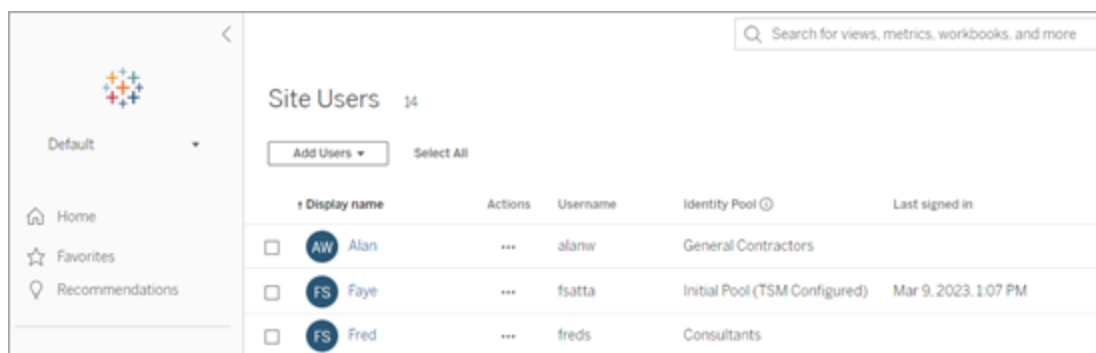 Search for views, metrics, workbooks, and more
Site Users 14
Default
Add Users Select All
Display name Actions Username Identity Pool Last signed in
Home
AW Alan ... alanw General Contractors
Favorites
Recommendations
FS Faye ... fsatta Initial Pool (TSM Configured) Mar 9, 2023, 1:07 PM
FS Fred ... freds Consultants